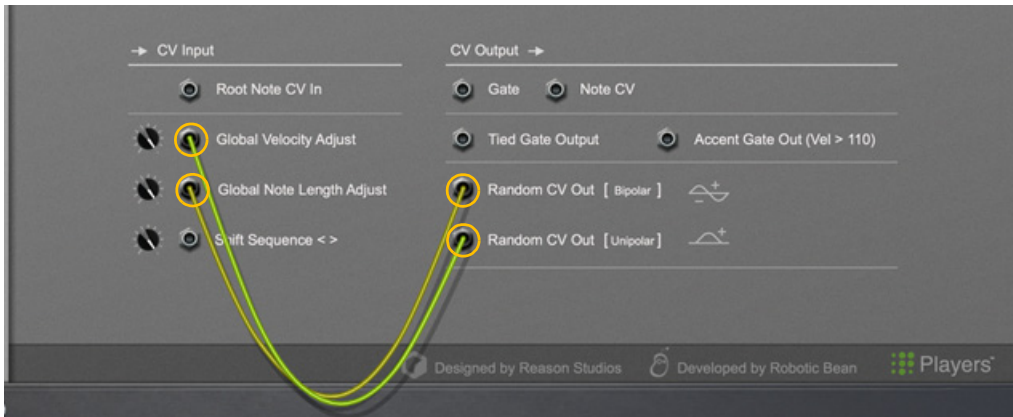 → CV Input
Root Note CV In
Global Velocity Adjust
Global Note Length Adjust
Shift Sequence < >
CV Output →
Gate Note CV
Tied Gate Output Accent Gate Out (Vel > 110)
Random CV Out [ Bipolar ]
Random CV Out [ Unipolar ]
Designed by Reason Studios Developed by Robotic Bean Players